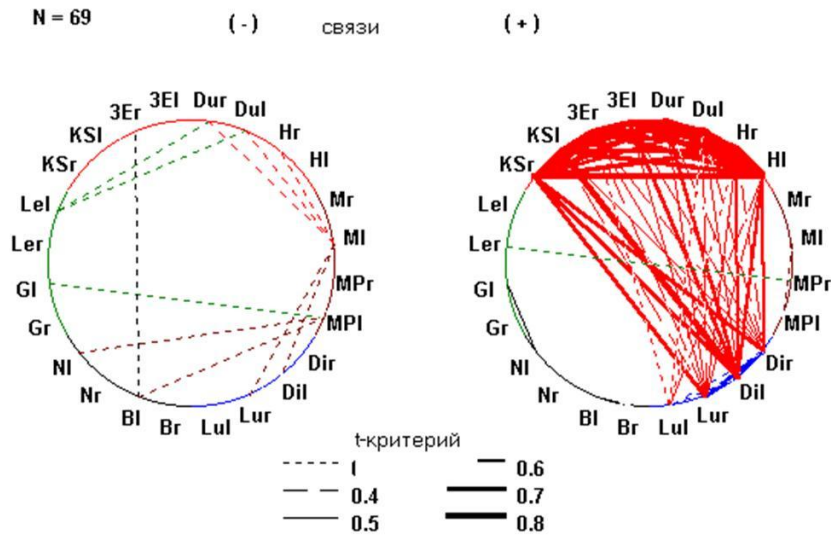 N = 69
( - )
связи
( + )
3Er
3El
Dur
Dul
Hr
Hl
Mr
Ml
MPr
MPl
Dir
Dil
Lur
Lul
Br
Bl
Nr
Nl
Gr
Gl
Ler
Lel
KSr
KSl
3Er
3El
Dur
Dul
Hr
Hl
Mr
Ml
MPr
MPl
Dir
Dil
Lur
Lul
Br
Bl
Nr
Nl
Gr
Gl
Ler
Lel
KSr
KSl
t-критерий
t 0.6
0.4 0.7
0.5 0.8